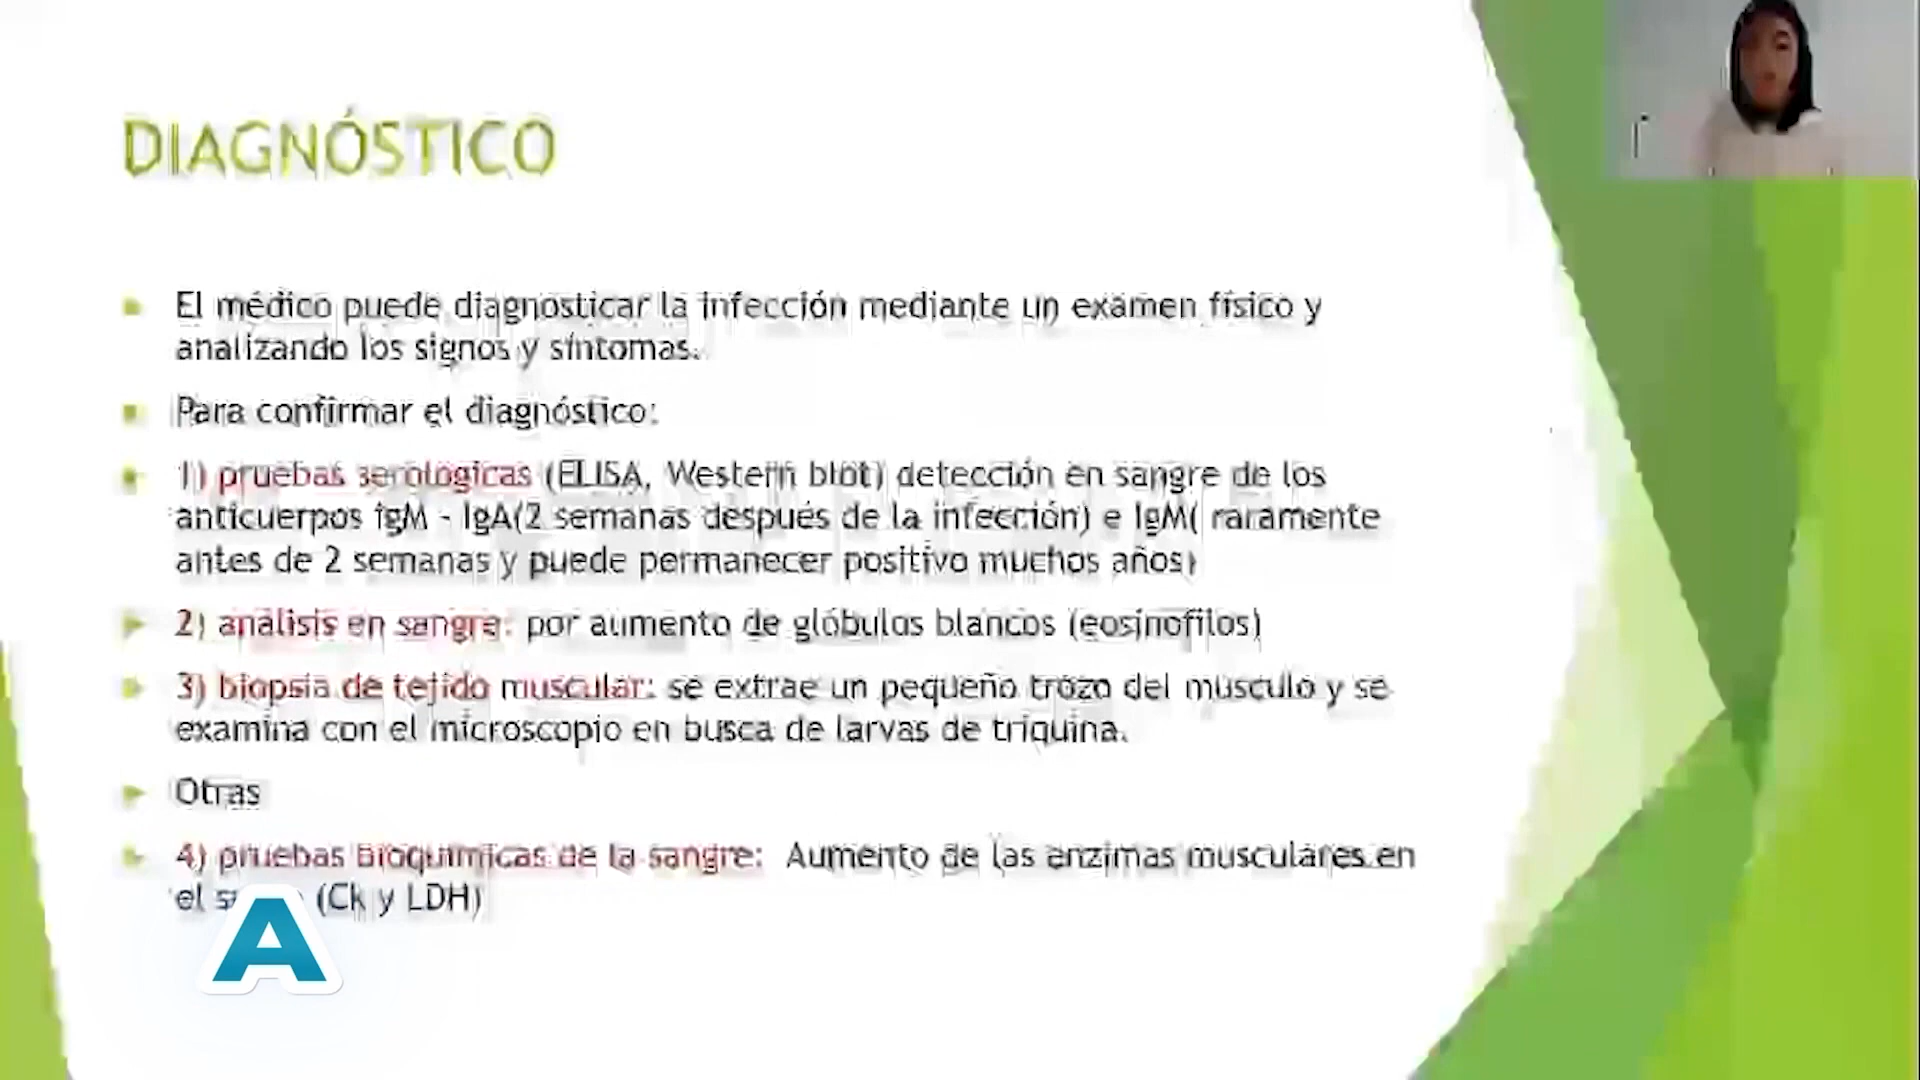 DIAGNÓSTICO
El médico puede diagnosticar la infección mediante un examen físico y
analizando los signos y síntomas.
Para confirmar el diagnóstico:
1) pruebas serológicas (ELISA, Western blot) detección en sangre de los
anticuerpos IgM - IgA(2 semanas después de la infección) e IgM( raramente
antes de 2 semanas y puede permanecer positivo muchos años)
2) análisis en sangre: por aumento de glóbulos blancos (eosinofilos)
3) biopsia de tejido muscular: se extrae un pequeño trozo del musculo y se
examina con el microscopio en busca de larvas de triquina.
Otras
4) pruebas bioquímicas de la sangre: Aumento de las enzimas musculares en
el (Ck y LDH)
A